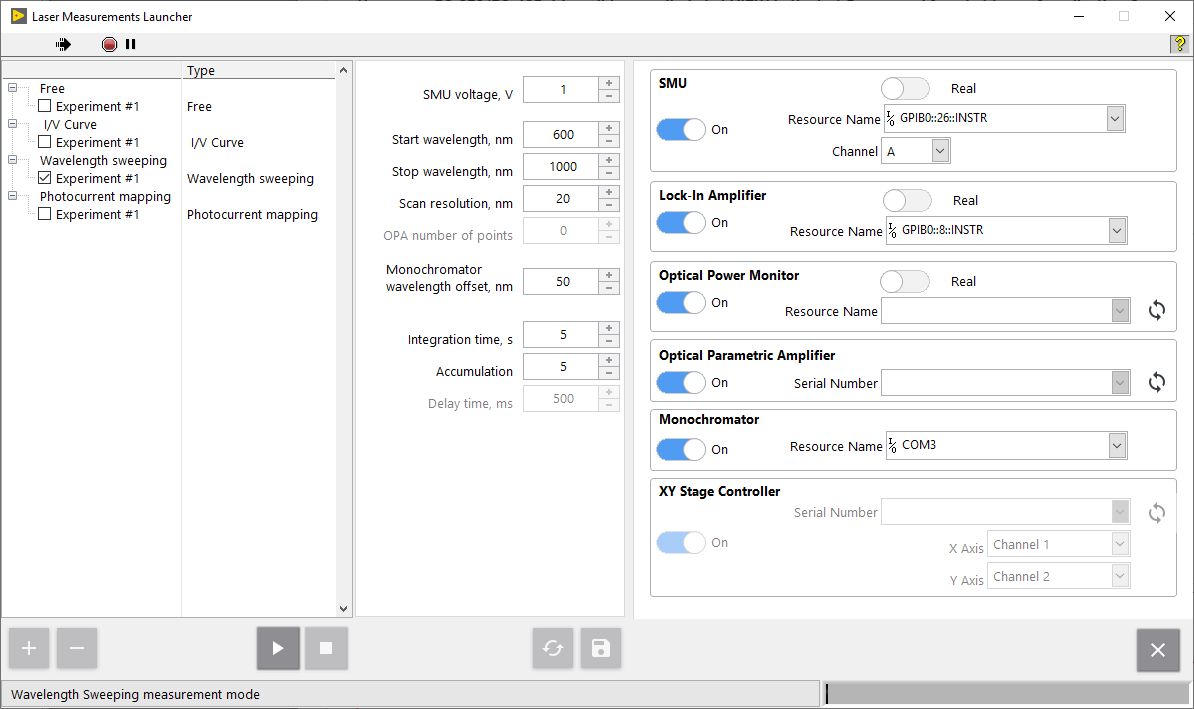 Laser Measurements Launcher
?
Type
Free
Experiment #1 Free
I/V Curve
Experiment #1 I/V Curve
Wavelength sweeping
Experiment #1 Wavelength sweeping
Photocurrent mapping
Experiment #1 Photocurrent mapping
SMU voltage, V 1
Start wavelength, nm 600
Stop wavelength, nm 1000
Scan resolution, nm 20
OPA number of points 0
Monochromator
wavelength offset, nm 50
Integration time, s 5
Accumulation 5
Delay time, ms 500
SMU
Real
On
Resource Name I/O GPIB0::26::INSTR
Channel A
Lock-In Amplifier
Real
On
Resource Name I/O GPIB0::8::INSTR
Optical Power Monitor
Real
On
Resource Name
Optical Parametric Amplifier
On
Serial Number
Monochromator
On
Resource Name I/O COM3
XY Stage Controller
Serial Number
On
X Axis Channel 1
Y Axis Channel 2
Wavelength Sweeping measurement mode